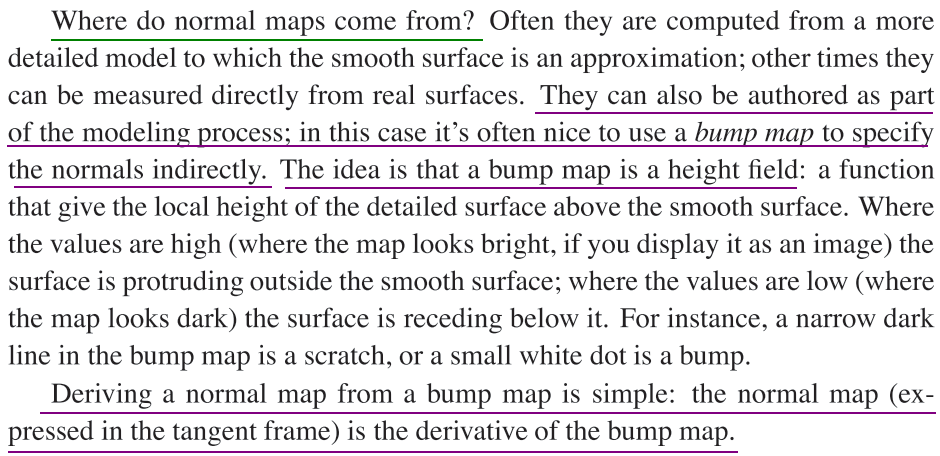 Where do normal maps come from? Often they are computed from a more
detailed model to which the smooth surface is an approximation; other times they
can be measured directly from real surfaces. They can also be authored as part
of the modeling process; in this case it's often nice to use a bump map to specify
the normals indirectly. The idea is that a bump map is a height field: a function
that give the local height of the detailed surface above the smooth surface. Where
the values are high (where the map looks bright, if you display it as an image) the
surface is protruding outside the smooth surface; where the values are low (where
the map looks dark) the surface is receding below it. For instance, a narrow dark
line in the bump map is a scratch, or a small white dot is a bump.
Deriving a normal map from a bump map is simple: the normal map (ex-
pressed in the tangent frame) is the derivative of the bump map.